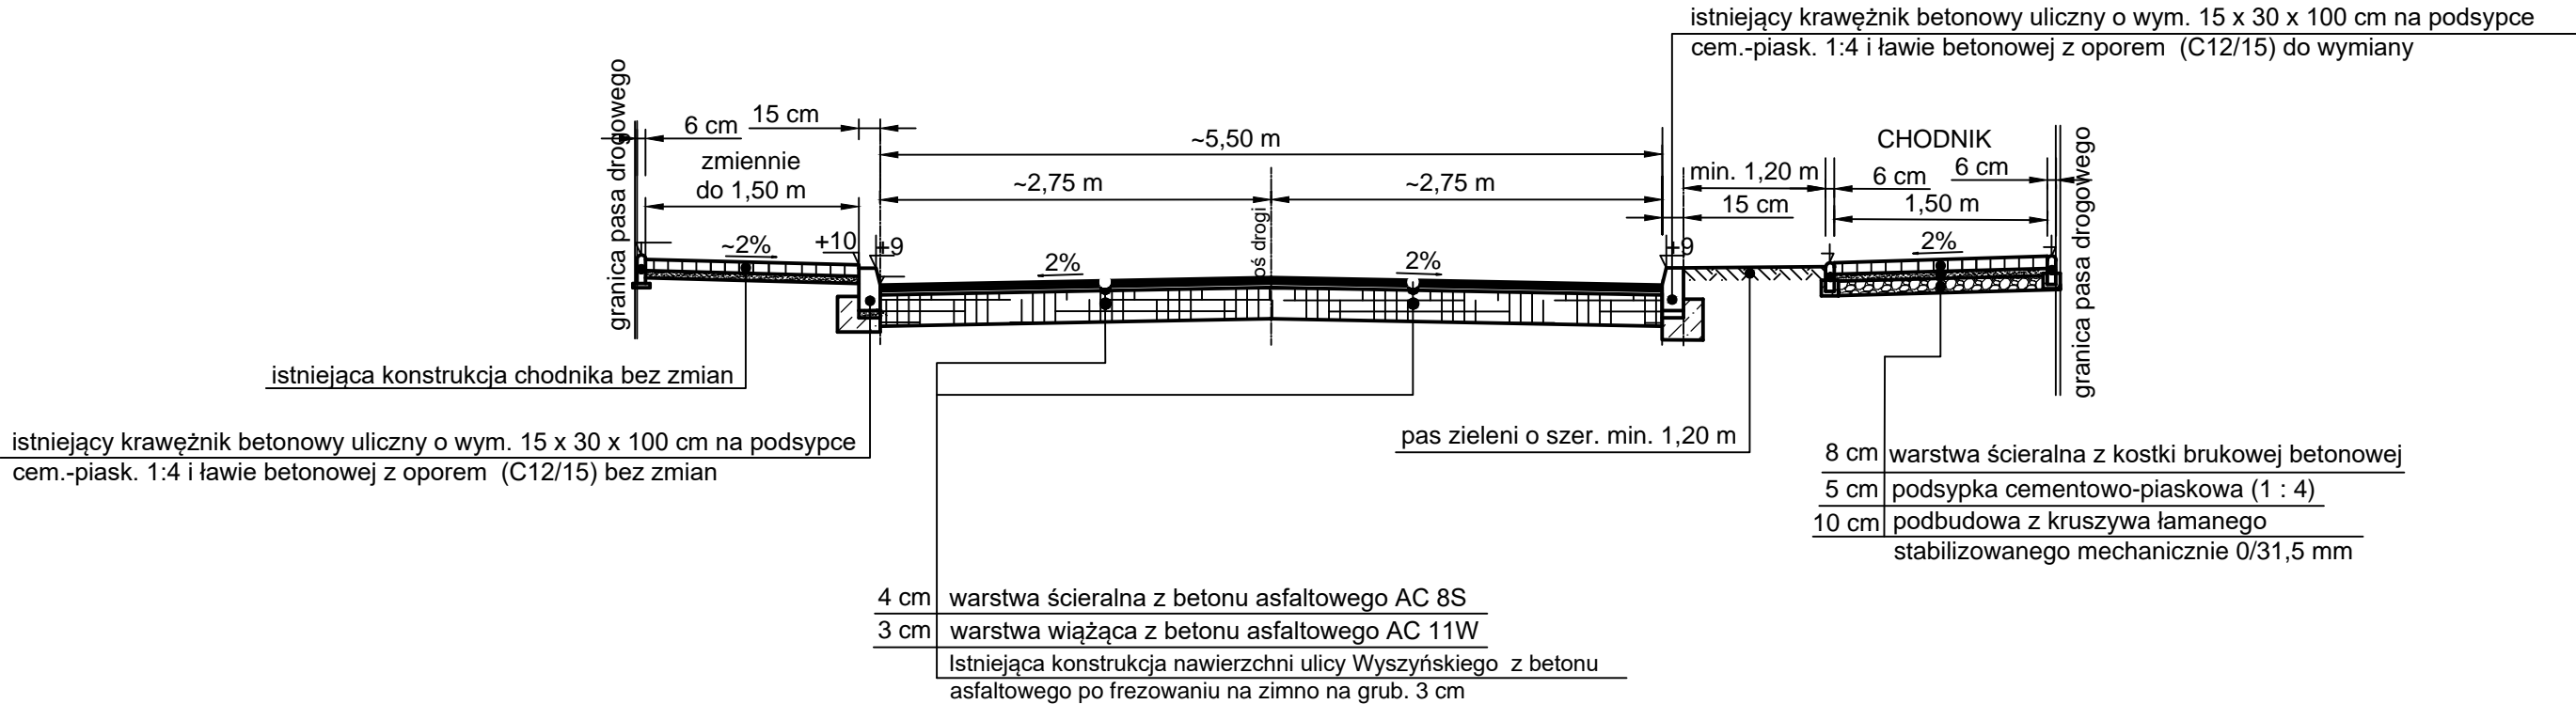 istniejący krawężnik betonowy uliczny o wym. 15 x 30 x 100 cm na podsypce
cem.-piask. 1:4 i ławie betonowej z oporem (C12/15) do wymiany
granica pasa drogowego
6 cm
15 cm
zmiennie
do 1,50 m
~5,50 m
~2,75 m
~2,75 m
CHODNIK
min. 1,20 m
6 cm
6 cm
15 cm
1,50 m
granica pasa drogowego
~2%
+10
+9
2%
oś drogi
2%
+9
2%
istniejąca konstrukcja chodnika bez zmian
istniejący krawężnik betonowy uliczny o wym. 15 x 30 x 100 cm na podsypce
cem.-piask. 1:4 i ławie betonowej z oporem (C12/15) bez zmian
pas zieleni o szer. min. 1,20 m
8 cm warstwa ścieralna z kostki brukowej betonowej
5 cm podsypka cementowo-piaskowa (1 : 4)
10 cm podbudowa z kruszywa łamanego
stabilizowanego mechanicznie 0/31,5 mm
4 cm warstwa ścieralna z betonu asfaltowego AC 8S
3 cm warstwa wiążąca z betonu asfaltowego AC 11W
Istniejąca konstrukcja nawierzchni ulicy Wyszyńskiego z betonu
asfaltowego po frezowaniu na zimno na grub. 3 cm